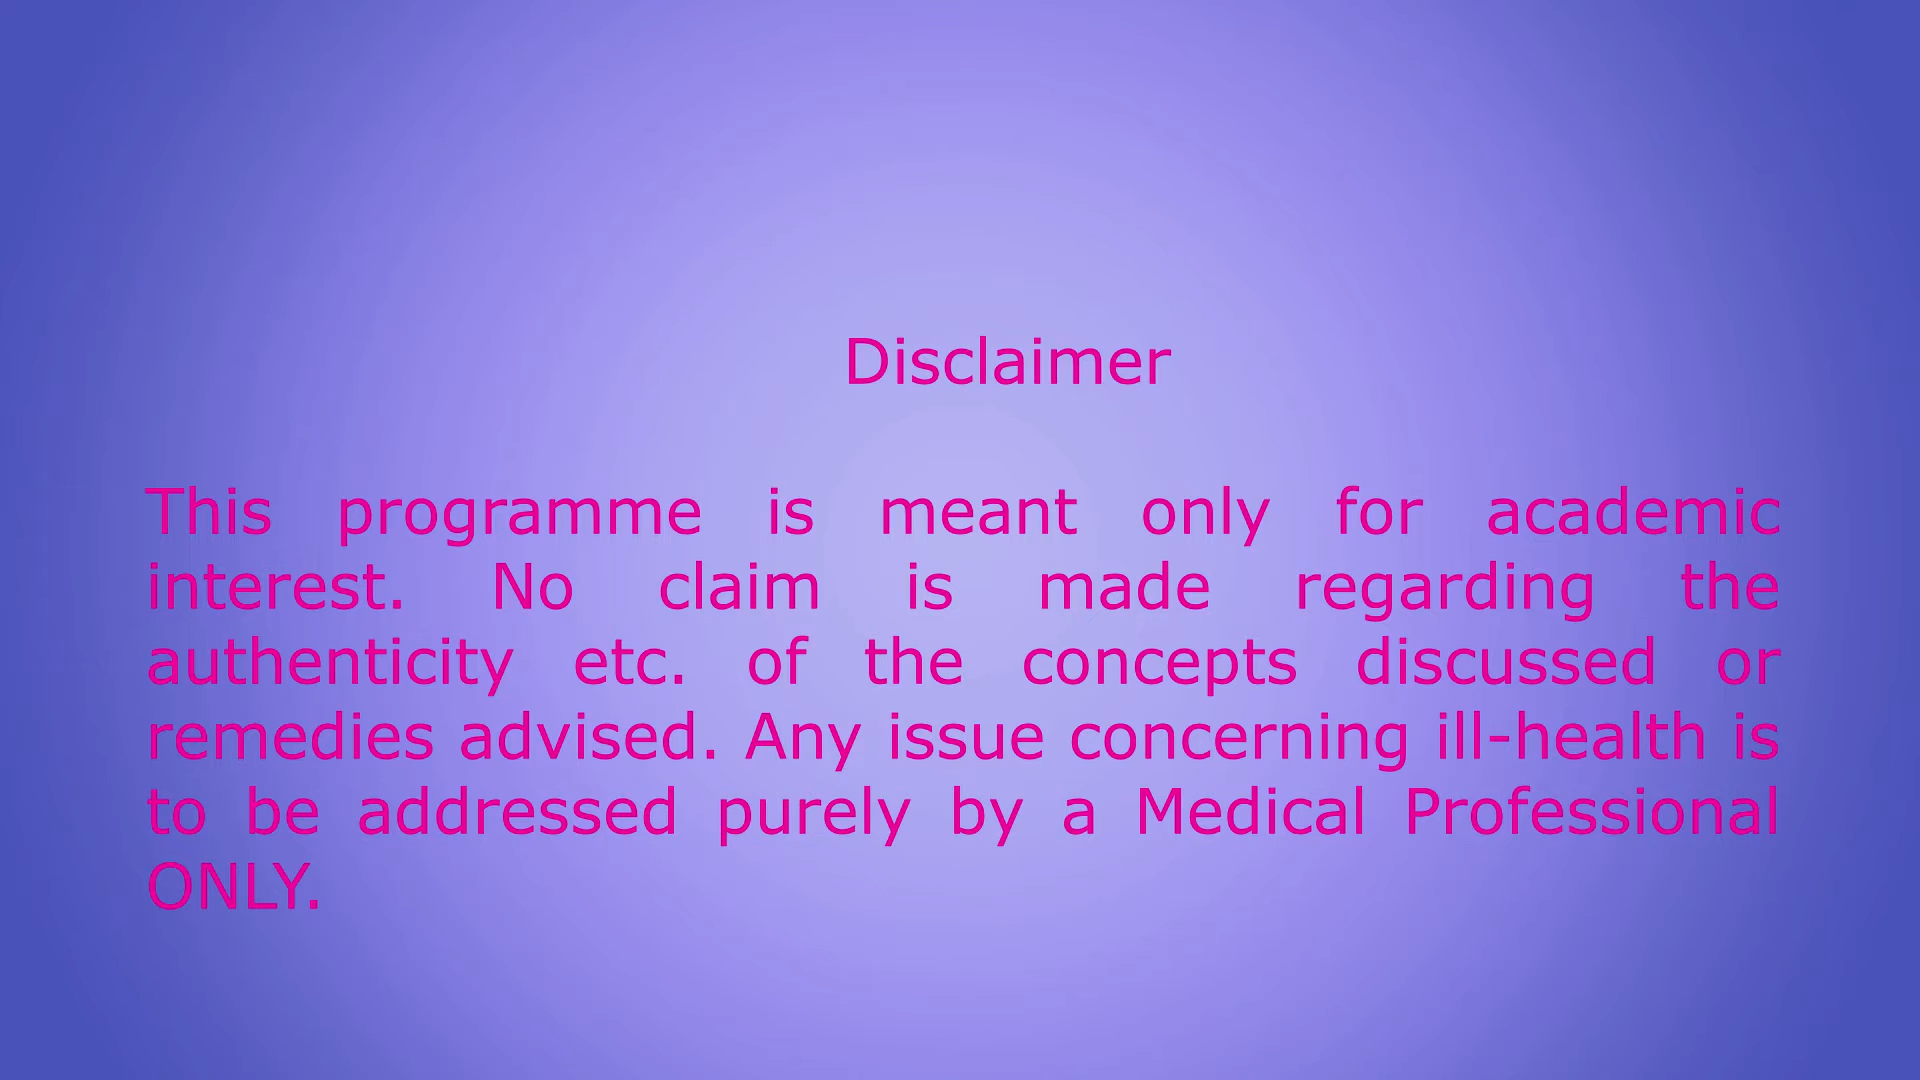 Disclaimer
This programme is meant only for academic
interest. No claim is made regarding the
authenticity etc. of the concepts discussed or
remedies advised. Any issue concerning ill-health is
to be addressed purely by a Medical Professional
ONLY.